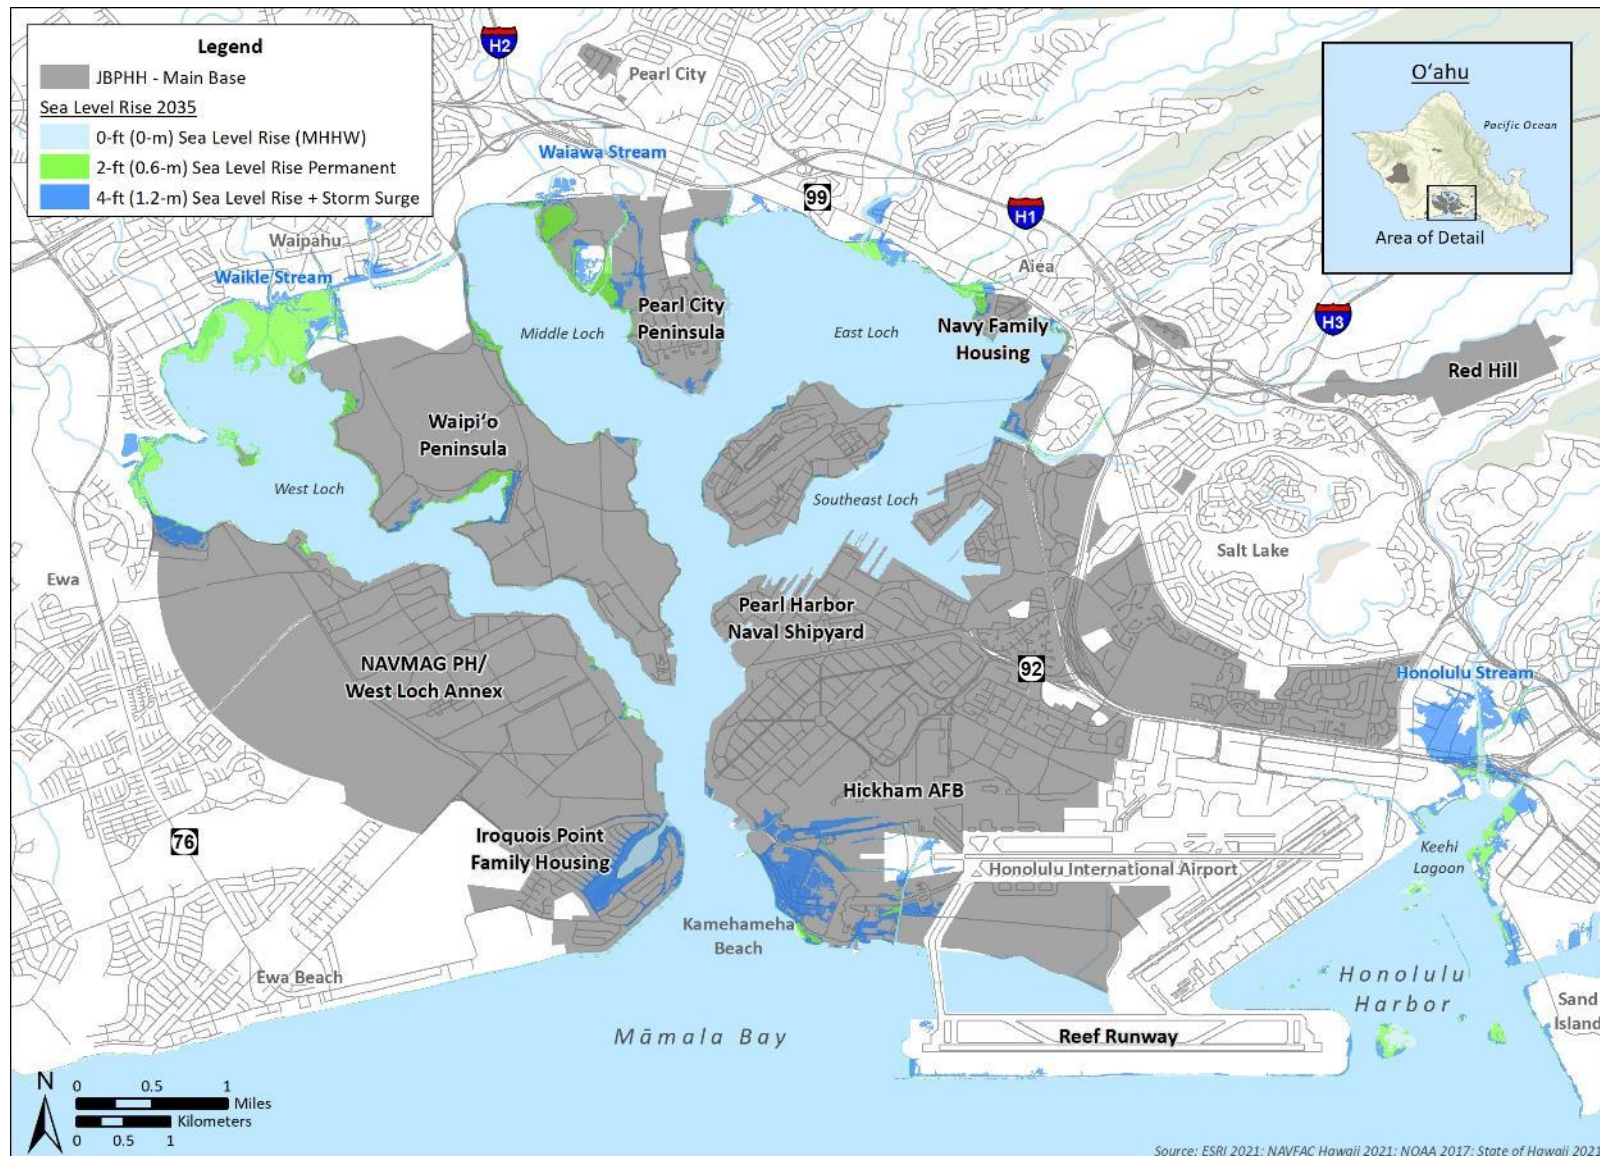 Legend
JBPHH - Main Base
Sea Level Rise 2035
0-ft (0-m) Sea Level Rise (MHHW)
2-ft (0.6-m) Sea Level Rise Permanent
4-ft (1.2-m) Sea Level Rise + Storm Surge
H2
Pearl City
Oʻahu
Pacific Ocean
Area of Detail
Waiawa Stream
99
H1
Waipahu
Aiea
Waikle Stream
Pearl City
Peninsula
Middle Loch
East Loch
Navy Family
Housing
H3
Red Hill
Waipiʻo
Peninsula
West Loch
Southeast Loch
Salt Lake
Ewa
Pearl Harbor
Naval Shipyard
NAVMAG PH/
West Loch Annex
92
Honolulu Stream
Hickham AFB
76
Iroquois Point
Family Housing
Honolulu International Airport
Keehi
Lagoon
Kamehameha
Beach
Ewa Beach
Honolulu
Harbor
Sand
Island
Māmala Bay
Reef Runway
N
0 0.5 1
Miles
Kilometers
0 0.5 1
Source: ESRI 2021; NAVFAC Hawaii 2021; NOAA 2017; State of Hawaii 2021